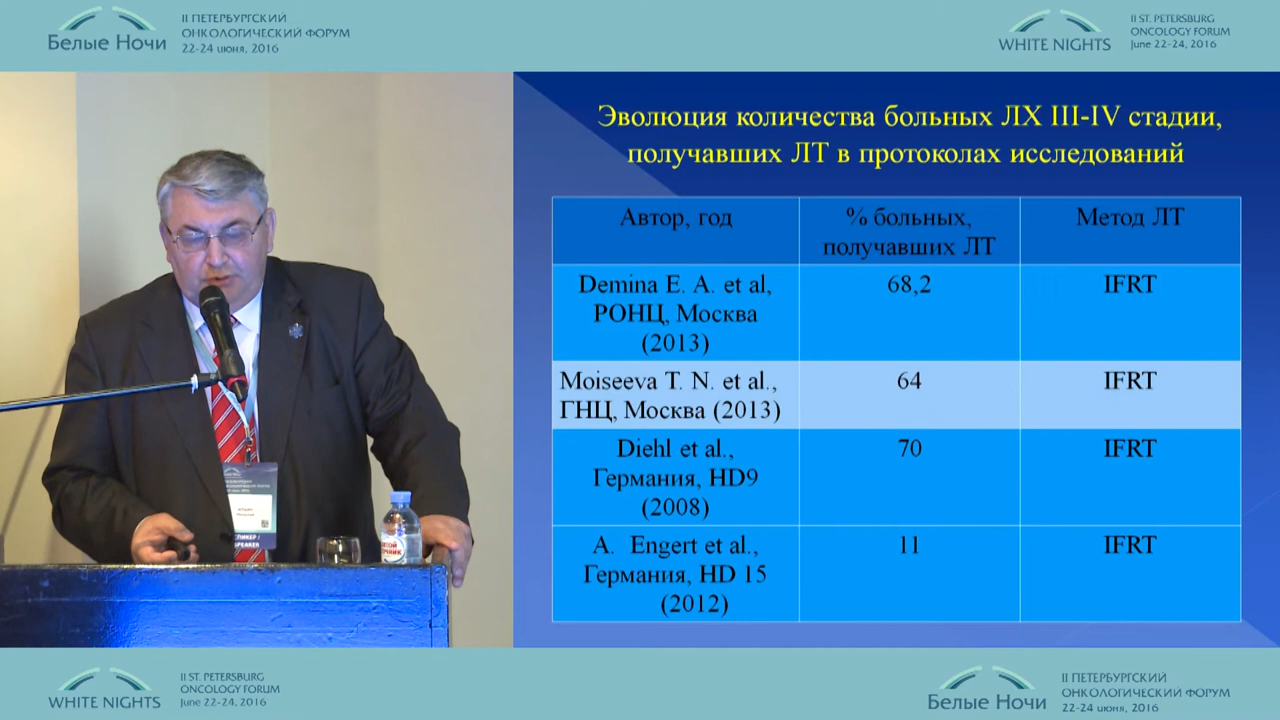 Белые Ночи
II ПЕТЕРБУРГСКИЙ
ОНКОЛОГИЧЕСКИЙ ФОРУМ
22-24 июня, 2016
WHITE NIGHTS
II ST. PETERSBURG
ONCOLOGY FORUM
June 22-24, 2016
Эволюция количества больных ЛХ III-IV стадии,
получавших ЛТ в протоколах исследований
Автор, год
% больных,
получавших ЛТ
Метод ЛТ
Demina E. A. et al,
РОНЦ, Москва
(2013)
68,2
IFRT
Moiseeva T. N. et al.,
ГНЦ, Москва (2013)
64
IFRT
Diehl et al.,
Германия, HD9
(2008)
70
IFRT
A. Engert et al.,
Германия, HD 15
(2012)
11
IFRT
СПИКЕР /
SPEAKER
WHITE NIGHTS
II ST. PETERSBURG
ONCOLOGY FORUM
June 22-24, 2016
Белые Ночи
II ПЕТЕРБУРГСКИЙ
ОНКОЛОГИЧЕСКИЙ ФОРУМ
22-24 июня, 2016